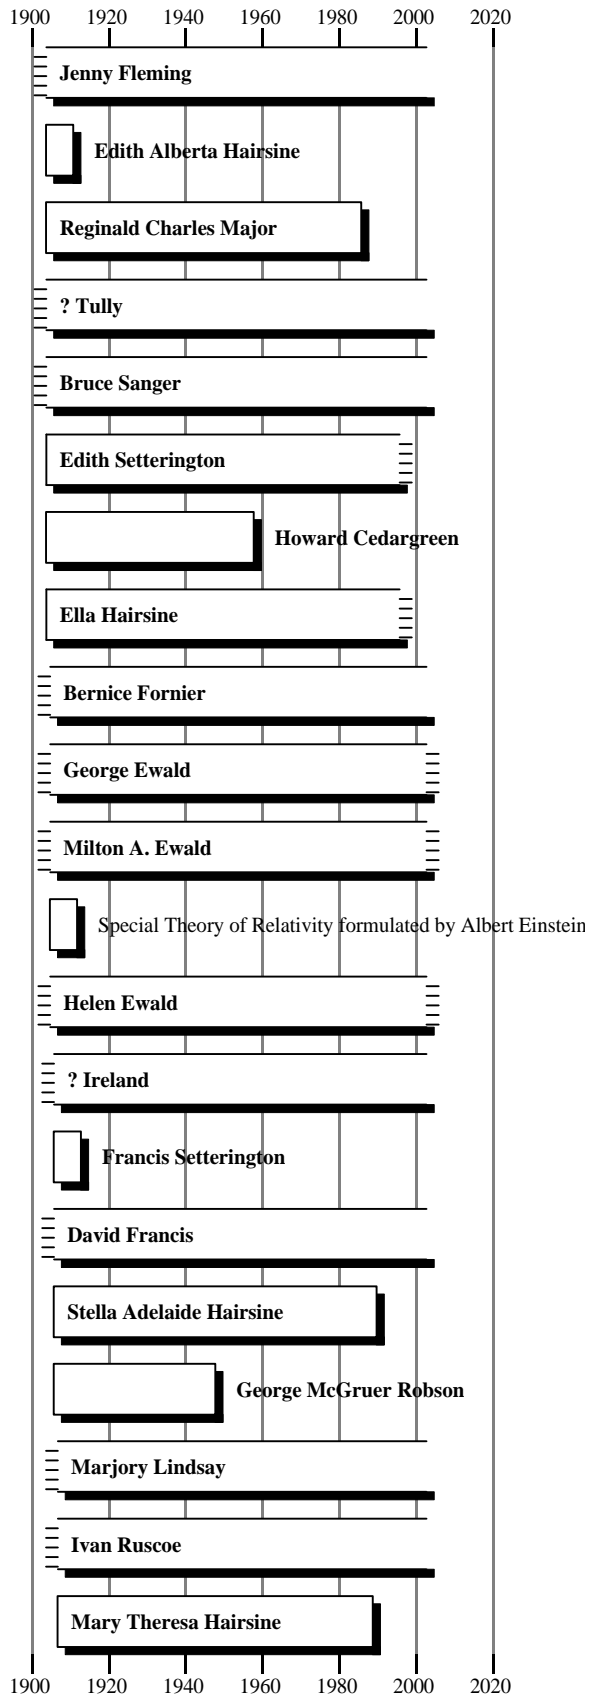 1900 1920 1940 1960 1980 2000 2020
Jenny Fleming
Edith Alberta Hairsine
Reginald Charles Major
? Tully
Bruce Sanger
Edith Setterington
Howard Cedargreen
Ella Hairsine
Bernice Fornier
George Ewald
Milton A. Ewald
Special Theory of Relativity formulated by Albert Einstein
Helen Ewald
? Ireland
Francis Setterington
David Francis
Stella Adelaide Hairsine
George McGruer Robson
Marjory Lindsay
Ivan Ruscoe
Mary Theresa Hairsine
1900 1920 1940 1960 1980 2000 2020